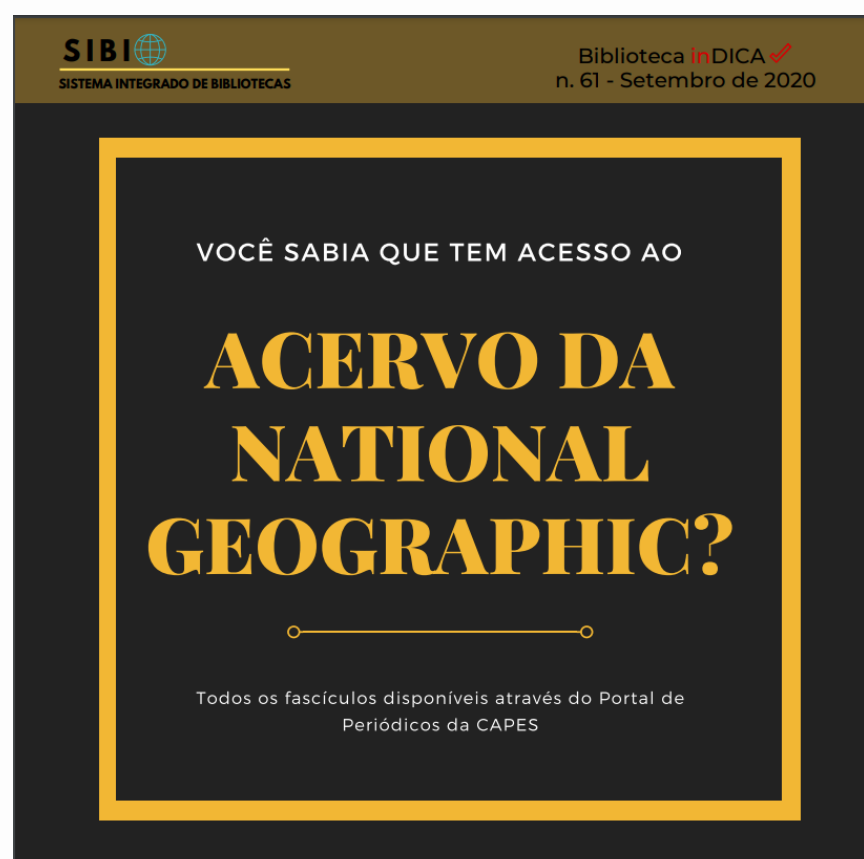 SIBI
SISTEMA INTEGRADO DE BIBLIOTECAS
Biblioteca inDICA
n. 61 - Setembro de 2020
VOCÊ SABIA QUE TEM ACESSO AO
ACERVO DA
NATIONAL
GEOGRAPHIC?
Todos os fascículos disponíveis através do Portal de
Periódicos da CAPES